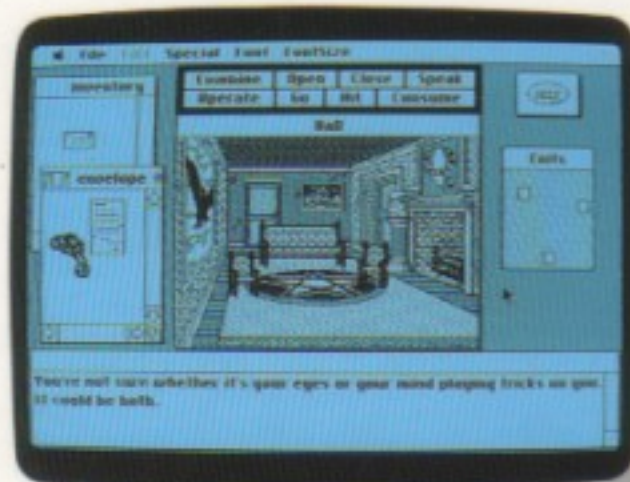 File Edit Special Font FontSize
inventory
Examine Open Close Speak
Operate Go Hit Consume
Hall
Exits
envelope
You're not sure whether it's your eyes or your mind playing tricks on you.
It could be both.